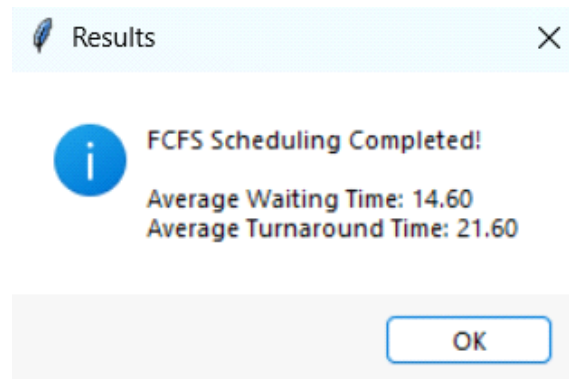 Results
FCFS Scheduling Completed!
Average Waiting Time: 14.60
Average Turnaround Time: 21.60
OK